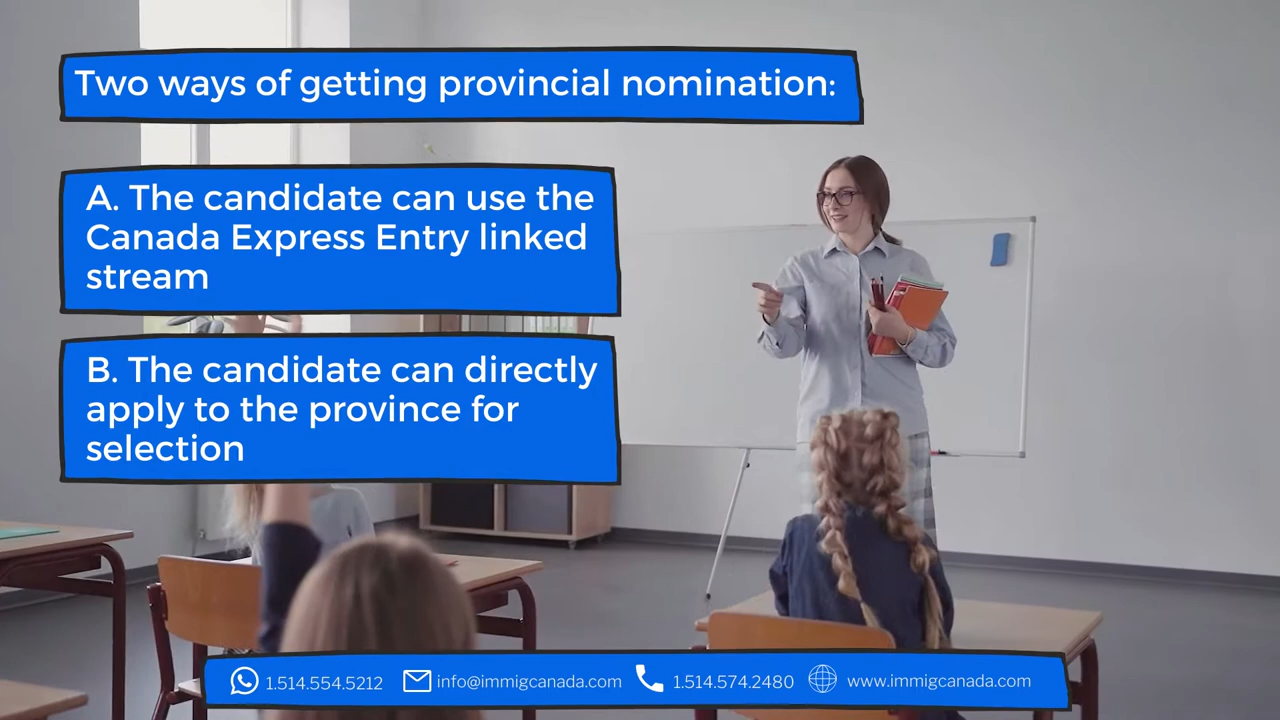 Two ways of getting provincial nomination:
A. The candidate can use the
Canada Express Entry linked
stream
B. The candidate can directly
apply to the province for
selection
1.514.554.5212 info@immigcanada.com 1.514.574.2480 www.immigcanada.com